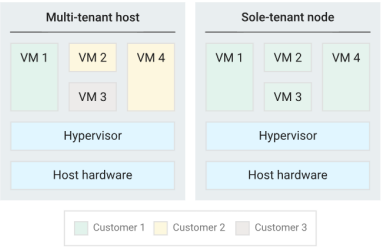 Multi-tenant host
Sole-tenant node
VM 1
VM 2
VM 4
VM 3
VM 1
VM 2
VM 4
VM 3
Hypervisor
Hypervisor
Host hardware
Host hardware
Customer 1
Customer 2
Customer 3